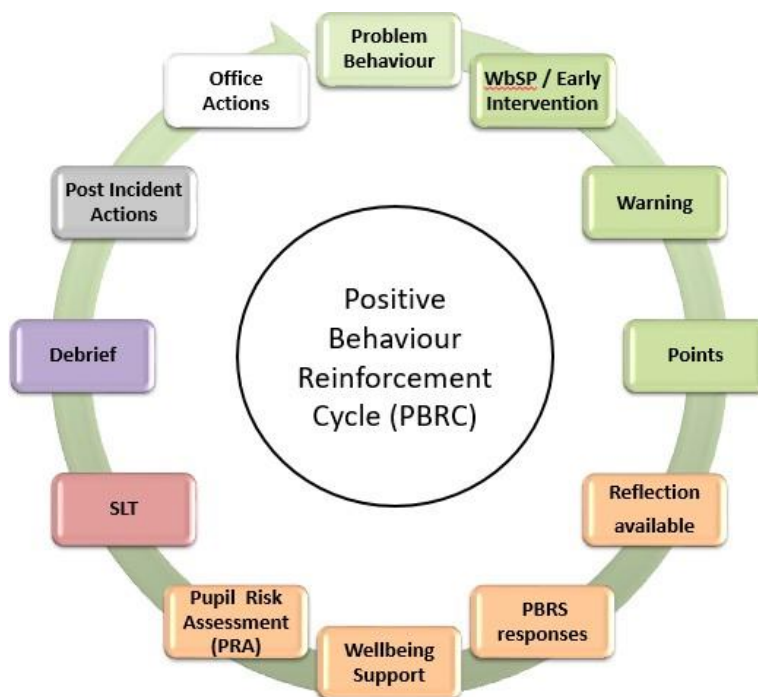 Problem
Behaviour
WbSP / Early
Intervention
Warning
Points
Reflection
available
PBRS
responses
Wellbeing
Support
Pupil Risk
Assessment
(PRA)
SLT
Debrief
Post Incident
Actions
Office
Actions
Positive
Behaviour
Reinforcement
Cycle (PBRC)